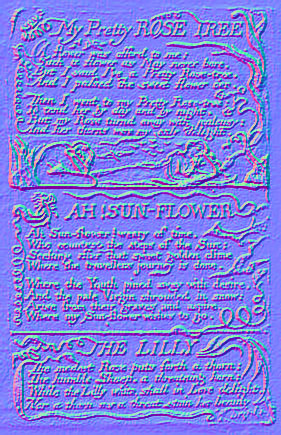 My Pretty ROSE TREE
A flower was offerd to me:
Such a flower as May never bore.
But I said I've a Pretty Rose-tree,
And I passed the sweet flower o'er.
Then I went to my Pretty Rose-tree:
To tend her by day and by night.
But my Rose turnd away with jealousy:
And her thorns were my only delight.
AH! SUN-FLOWER
Ah Sun-flower! weary of time,
Who countest the steps of the Sun:
Seeking after that sweet golden clime
Where the travellers journey is done.
Where the Youth pined away with desire,
And the pale Virgin shrouded in snow:
Arise from their graves and aspire,
Where my Sun-flower wishes to go.
THE LILLY
The modest Rose puts forth a thorn:
The humble Sheep, a threatning horn:
While the Lilly white, shall in Love delight,
Nor a thorn nor a threat stain her beauty
bright